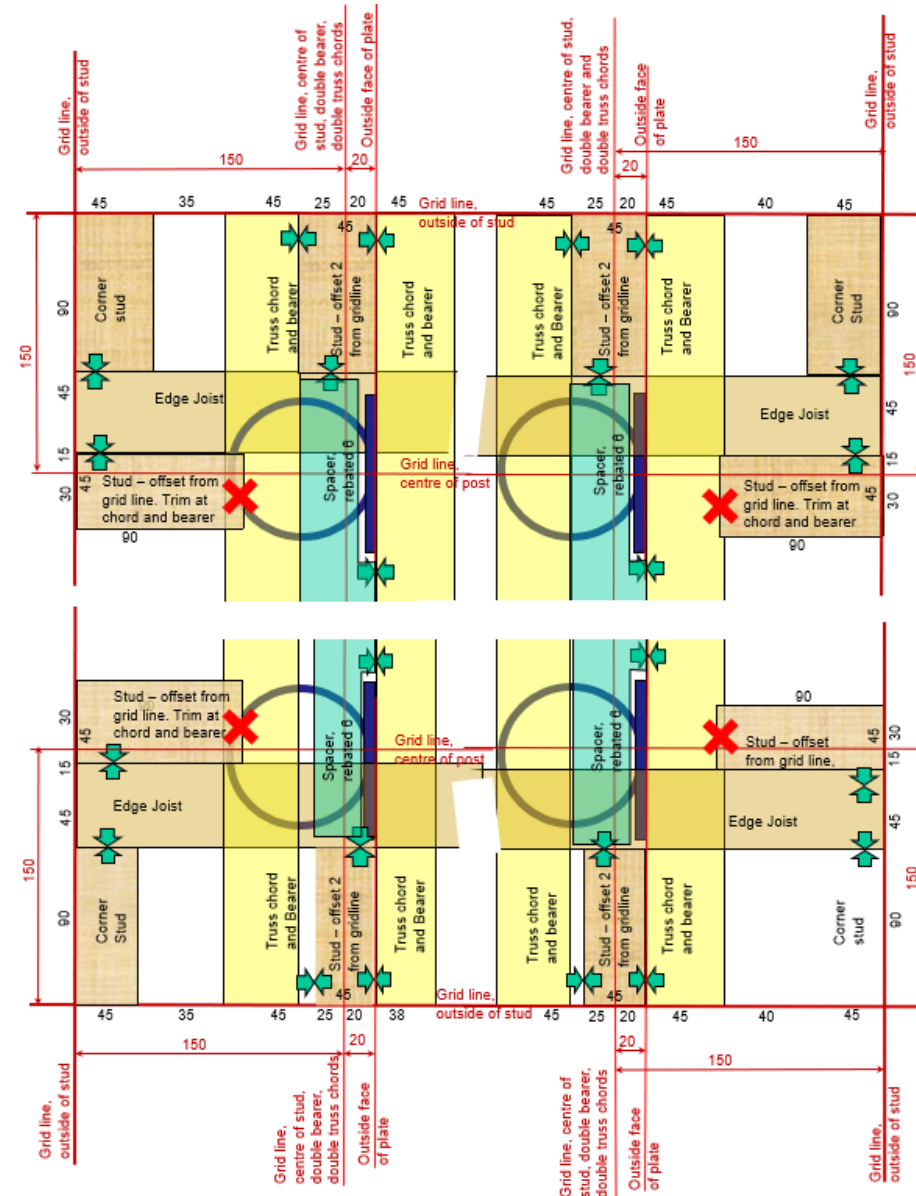 Grid line,
outside of stud
Grid line, centre of
stud, double bearer,
double truss chords
Outside face of plate
Grid line, centre of stud,
double bearer and
double truss chords
Outside face
of plate
Grid line,
outside of stud
150
20
150
20
45
35
45
25
20
45
Grid line,
outside of stud
45
25
20
45
40
45
45
45
150
90
Corner
stud
Truss chord
and bearer
Stud – offset 2
from gridline
Truss chord
and bearer
Truss chord
and Bearer
Stud – offset 2
from gridline
Truss chord
and Bearer
Corner
Stud
90
150
45
Edge Joist
Edge Joist
45
15
Spacer,
rebated 6
Grid line,
centre of post
Spacer,
rebated 6
15
30
45
Stud – offset from
grid line. Trim at
chord and bearer
90
Stud – offset from
grid line. Trim at
chord and bearer
45
30
90
Stud – offset from
grid line. Trim at
chord and bearer
30
45
15
90
45
30
Stud – offset
from grid line,
15
Spacer,
rebated 6
Grid line,
centre of post
Spacer,
rebated 6
45
Edge Joist
Edge Joist
45
150
90
Corner
Stud
Truss chord
and Bearer
Stud – offset 2
from gridline
Truss chord
and Bearer
Truss chord
and Bearer
Stud – offset 2
from gridline
Truss chord
and bearer
Corner
stud
90
150
45
45
45
35
45
25
20
38
Grid line,
outside of stud
45
25
20
45
40
45
150
20
20
150
Grid line,
outside of stud
Grid line,
centre of stud,
double bearer,
double truss chords
Outside face
of plate
Grid line, centre of
stud, double bearer,
double truss chords
Outside face
of plate
Grid line,
outside of stud